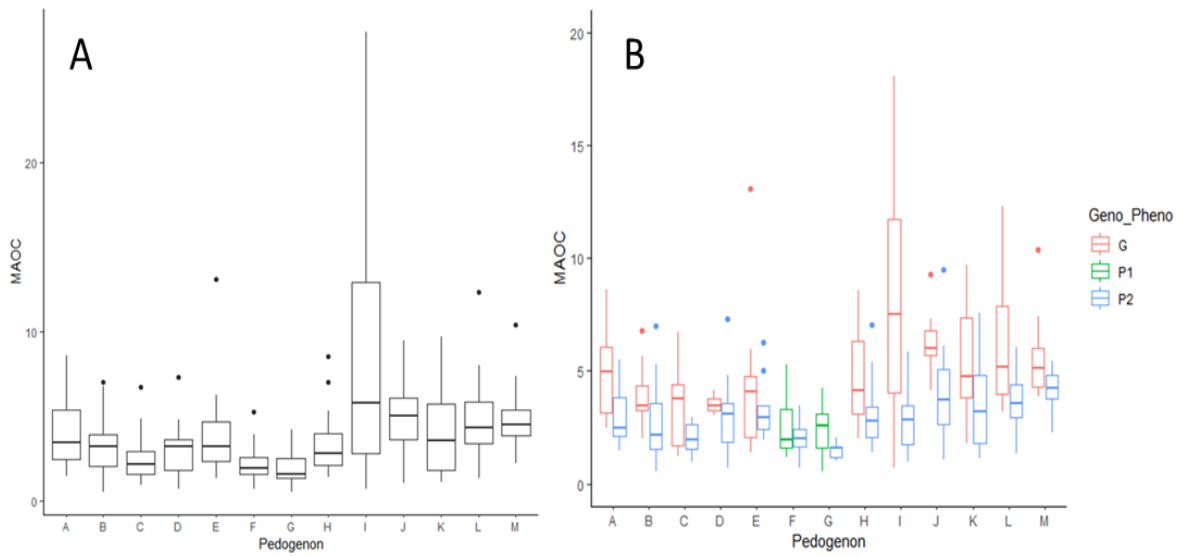 A
20
10
0
MAOC
A B C D E F G H I J K L M
Pedogenon
B
20
15
10
5
0
MAOC
A B C D E F G H I J K L M
Pedogenon
Geno_Pheno
G
P1
P2